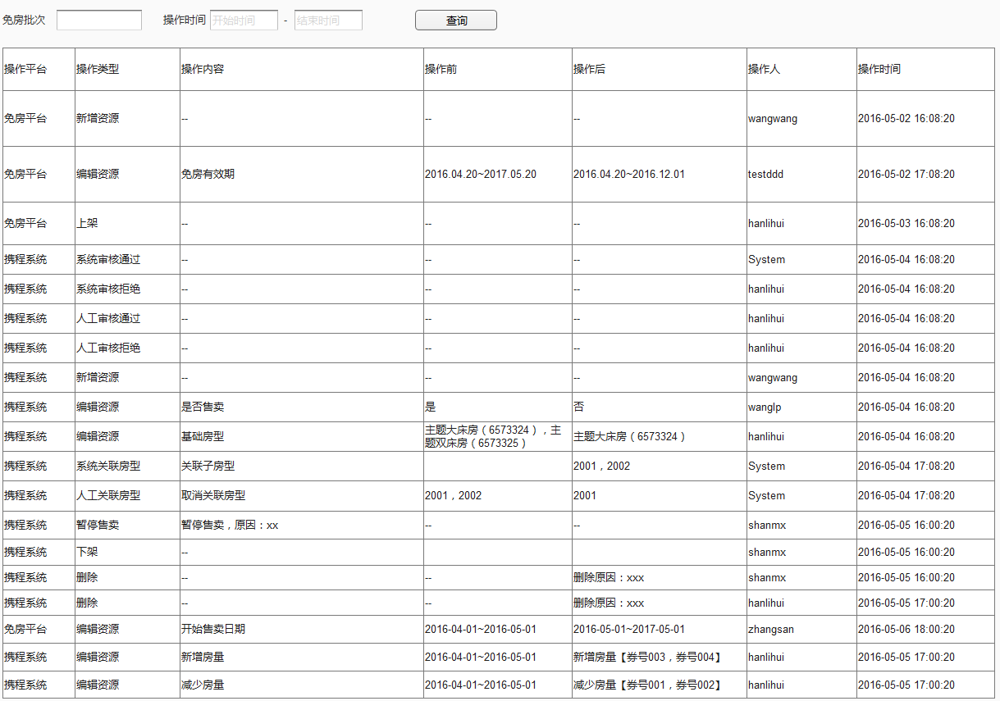 免房批次 操作时间 开始时间 - 结束时间 查询
操作平台 操作类型 操作内容 操作前 操作后 操作人 操作时间
免房平台 新增资源 -- -- -- wangwang 2016-05-02 16:08:20
免房平台 编辑资源 免房有效期 2016.04.20~2017.05.20 2016.04.20~2016.12.01 testddd 2016-05-02 17:08:20
免房平台 上架 -- -- -- hanlihui 2016-05-03 16:08:20
携程系统 系统审核通过 -- -- -- System 2016-05-04 16:08:20
携程系统 系统审核拒绝 -- -- -- hanlihui 2016-05-04 16:08:20
携程系统 人工审核通过 -- -- -- hanlihui 2016-05-04 16:08:20
携程系统 人工审核拒绝 -- -- -- hanlihui 2016-05-04 16:08:20
携程系统 新增资源 -- -- -- wangwang 2016-05-04 16:08:20
携程系统 编辑资源 是否售卖 是 否 wanglp 2016-05-04 16:08:20
携程系统 编辑资源 基础房型 主题大床房（6573324），主
题双床房（6573325） 主题大床房（6573324） hanlihui 2016-05-04 16:08:20
携程系统 系统关联房型 关联子房型 2001，2002 System 2016-05-04 17:08:20
携程系统 人工关联房型 取消关联房型 2001，2002 2001 System 2016-05-04 17:08:20
携程系统 暂停售卖 暂停售卖，原因：xx -- -- shanmx 2016-05-05 16:00:20
携程系统 下架 -- shanmx 2016-05-05 16:00:20
携程系统 删除 -- -- 删除原因：xxx shanmx 2016-05-05 16:00:20
携程系统 删除 -- -- 删除原因：xxx hanlihui 2016-05-05 17:00:20
免房平台 编辑资源 开始售卖日期 2016-04-01~2016-05-01 2016-05-01~2017-05-01 zhangsan 2016-05-06 18:00:20
携程系统 编辑资源 新增房量 2016-04-01~2016-05-01 新增房量【券号003，券号004】 hanlihui 2016-05-05 17:00:20
携程系统 编辑资源 减少房量 2016-04-01~2016-05-01 减少房量【券号001，券号002】 hanlihui 2016-05-05 17:00:20